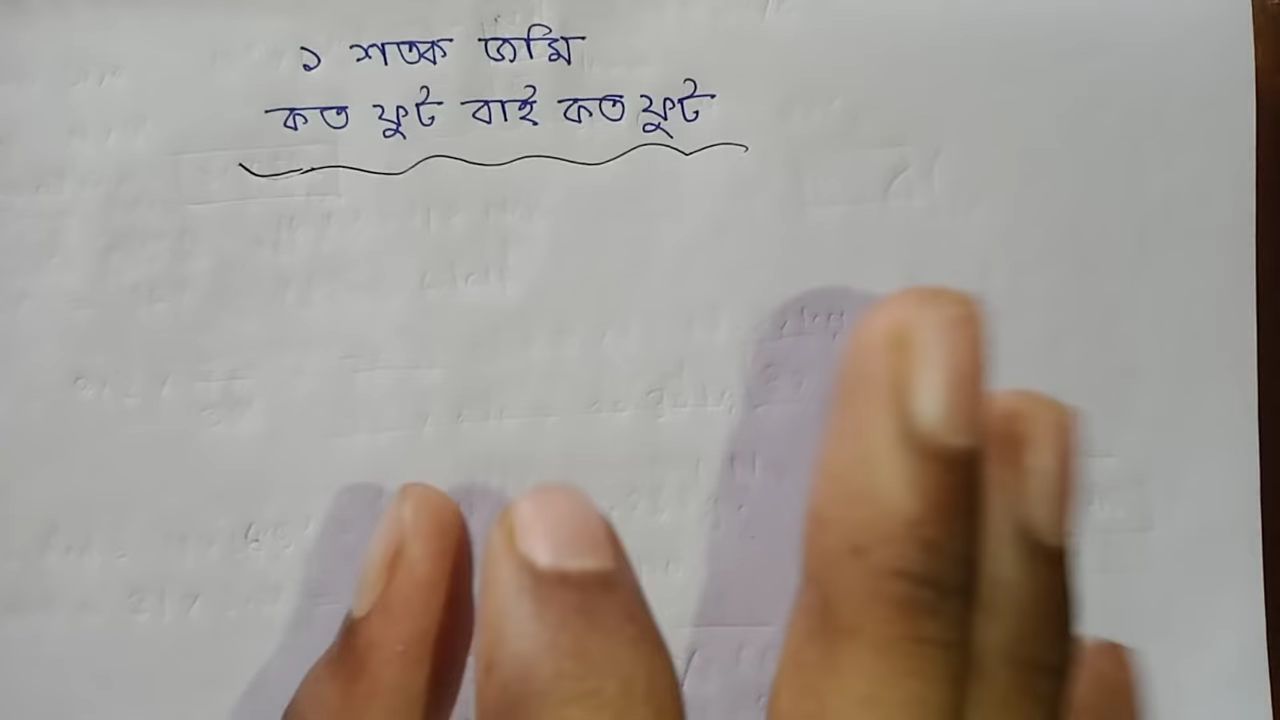 ১ শতক জমি
কত ফুট বাই কত ফুট